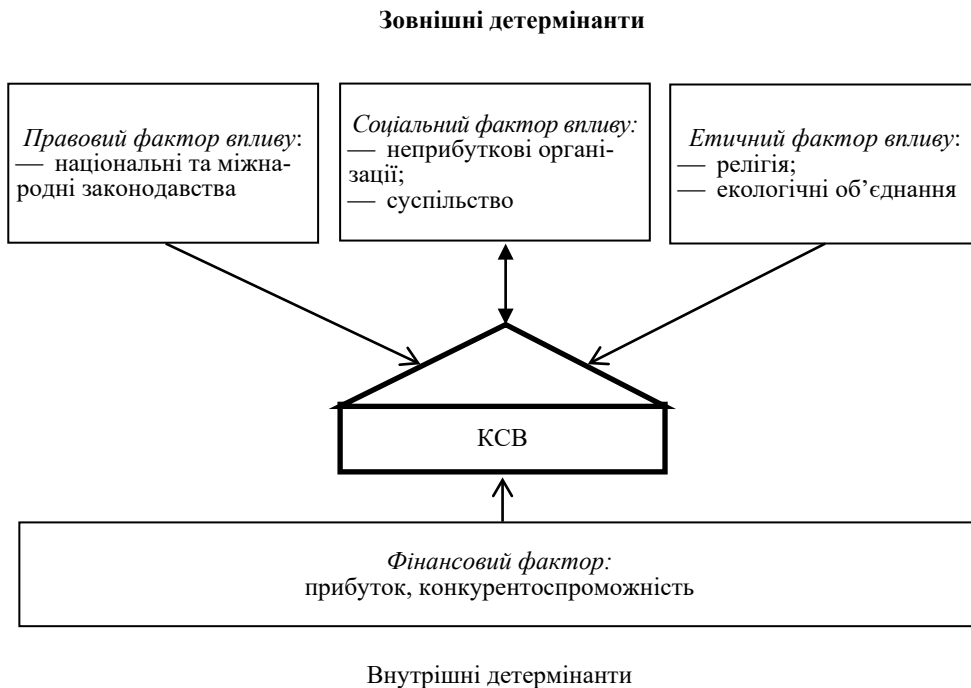 Зовнішні детермінанти
Правовий фактор впливу:
— національні та міжна-
родні законодавства
Соціальний фактор впливу:
— неприбуткові органі-
зації;
— суспільство
Етичний фактор впливу:
— релігія;
— екологічні об’єднання
КСВ
Фінансовий фактор:
прибуток, конкурентоспроможність
Внутрішні детермінанти